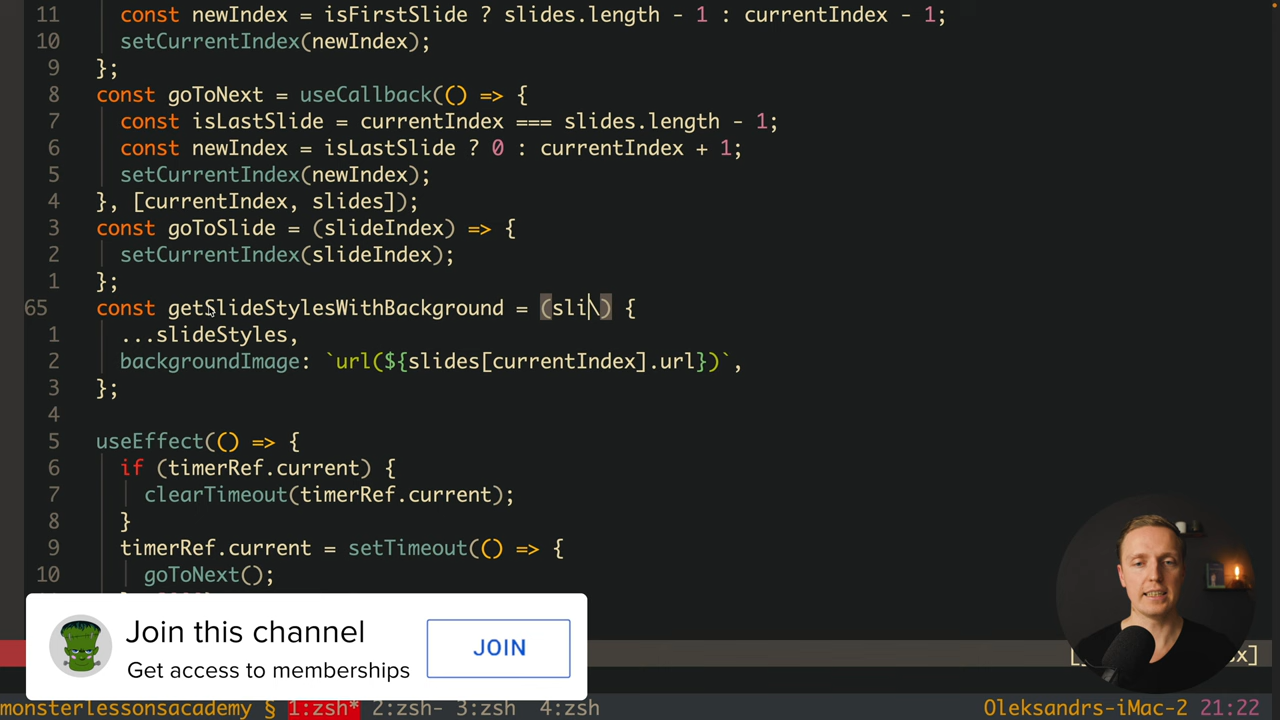 11 const newIndex = isFirstSlide ? slides.length - 1 : currentIndex - 1;
10 setCurrentIndex(newIndex);
9 };
8 const goToNext = useCallback(() => {
7 const isLastSlide = currentIndex === slides.length - 1;
6 const newIndex = isLastSlide ? 0 : currentIndex + 1;
5 setCurrentIndex(newIndex);
4 }, [currentIndex, slides]);
3 const goToSlide = (slideIndex) => {
2 setCurrentIndex(slideIndex);
1 };
65 const getSlideStylesWithBackground = (sli\) {
1 ...slideStyles,
2 backgroundImage: `url(${slides[currentIndex].url})`,
3 };
4
5 useEffect(() => {
6 if (timerRef.current) {
7 clearTimeout(timerRef.current);
8 }
9 timerRef.current = setTimeout(() => {
10 goToNext();
Join this channel
Get access to memberships
JOIN
monsterlessonsacademy § 1:zsh* 2:zsh- 3:zsh 4:zsh Oleksandrs-iMac-2 21:22